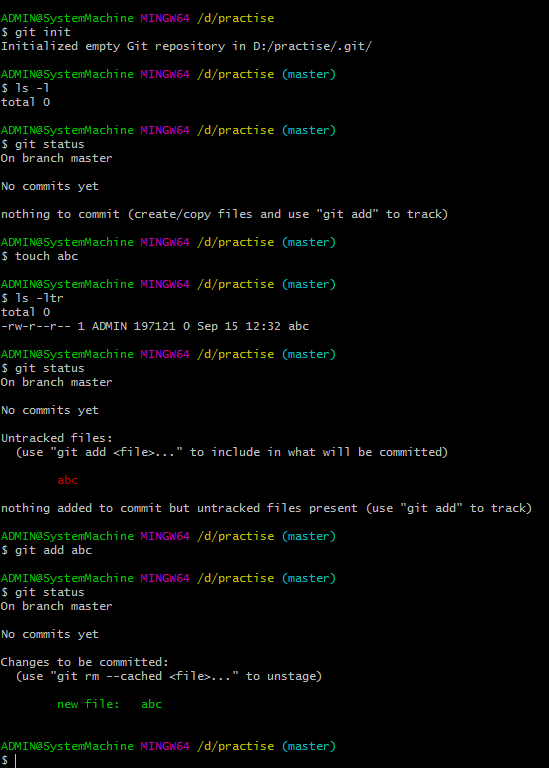 ADMIN@SystemMachine MINGW64 /d/practise
$ git init
Initialized empty Git repository in D:/practise/.git/
ADMIN@SystemMachine MINGW64 /d/practise (master)
$ ls -l
total 0
ADMIN@SystemMachine MINGW64 /d/practise (master)
$ git status
On branch master
No commits yet
nothing to commit (create/copy files and use "git add" to track)
ADMIN@SystemMachine MINGW64 /d/practise (master)
$ touch abc
ADMIN@SystemMachine MINGW64 /d/practise (master)
$ ls -ltr
total 0
-rw-r--r-- 1 ADMIN 197121 0 Sep 15 12:32 abc
ADMIN@SystemMachine MINGW64 /d/practise (master)
$ git status
On branch master
No commits yet
Untracked files:
  (use "git add <file>..." to include in what will be committed)
        abc
nothing added to commit but untracked files present (use "git add" to track)
ADMIN@SystemMachine MINGW64 /d/practise (master)
$ git add abc
ADMIN@SystemMachine MINGW64 /d/practise (master)
$ git status
On branch master
No commits yet
Changes to be committed:
  (use "git rm --cached <file>..." to unstage)
        new file:   abc
ADMIN@SystemMachine MINGW64 /d/practise (master)
$